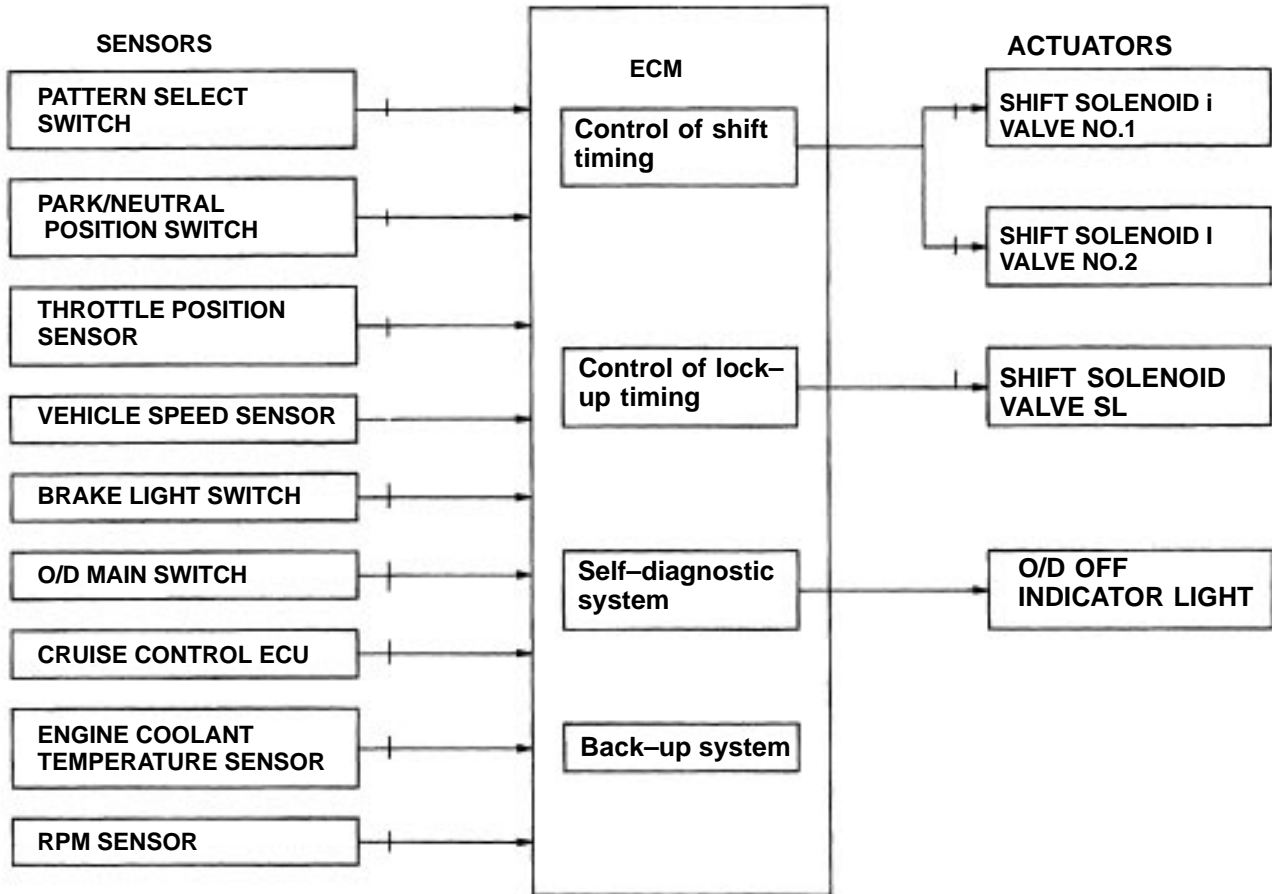 SENSORS
PATTERN SELECT
SWITCH
PARK/NEUTRAL
POSITION SWITCH
THROTTLE POSITION
SENSOR
VEHICLE SPEED SENSOR
BRAKE LIGHT SWITCH
O/D MAIN SWITCH
CRUISE CONTROL ECU
ENGINE COOLANT
TEMPERATURE SENSOR
RPM SENSOR
ECM
Control of shift
timing
Control of lock–
up timing
Self–diagnostic
system
Back–up system
ACTUATORS
SHIFT SOLENOID i
VALVE NO.1
SHIFT SOLENOID I
VALVE NO.2
SHIFT SOLENOID
VALVE SL
O/D OFF
INDICATOR LIGHT